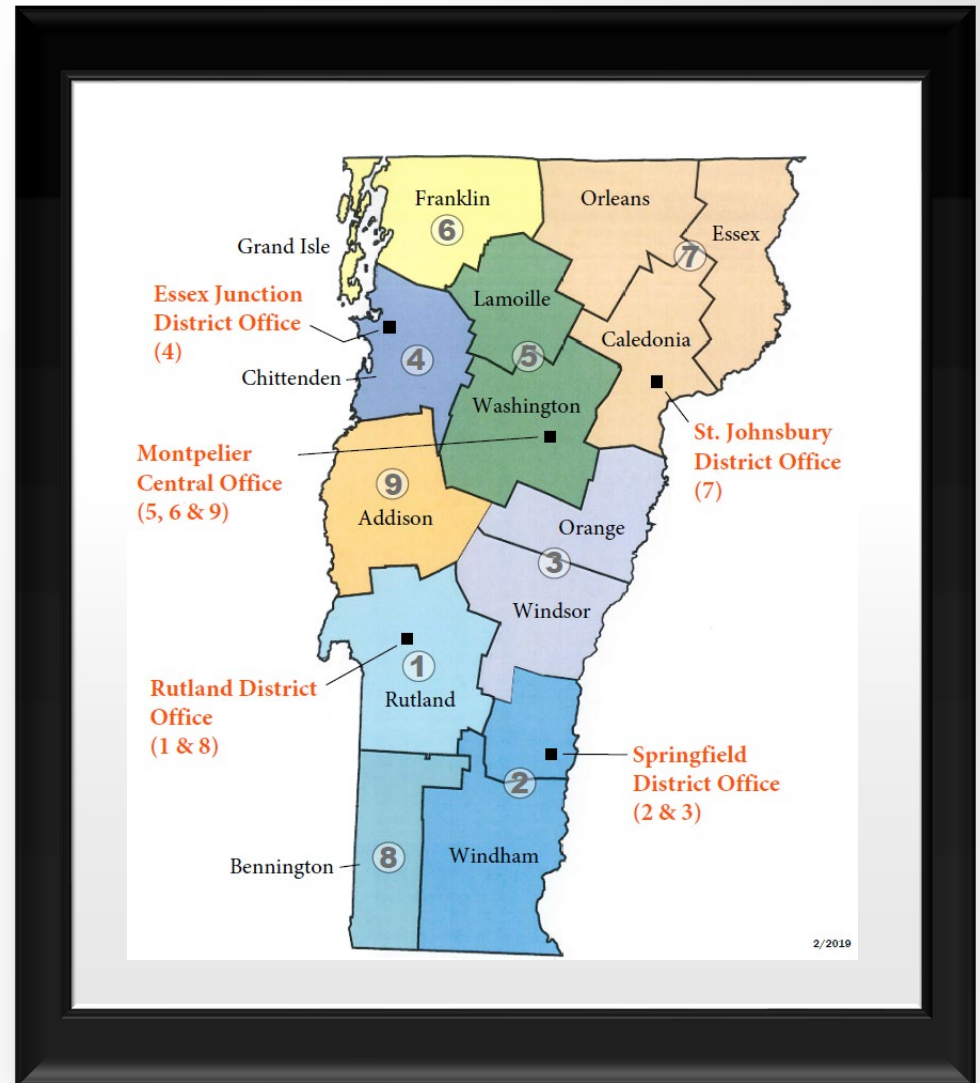 Franklin
6
Orleans
Essex
7
Grand Isle
Essex Junction
District Office
(4)
Lamoille
Caledonia
4
5
Chittenden
Washington
St. Johnsbury
District Office
(7)
Montpelier
Central Office
(5, 6 & 9)
9
Addison
Orange
3
Windsor
1
Rutland
Rutland District
Office
(1 & 8)
Springfield
District Office
(2 & 3)
2
Windham
Bennington
8
2/2019